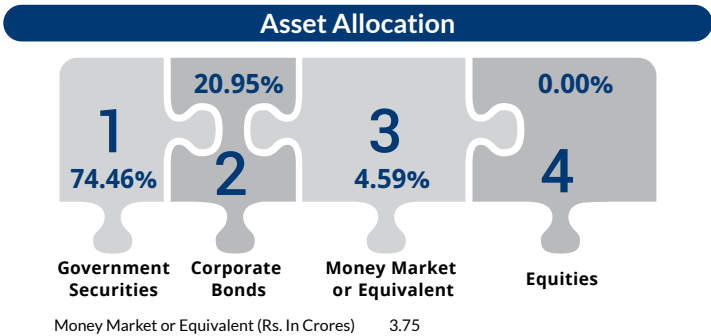 Asset Allocation
1
74.46%
20.95%
2
3
4.59%
0.00%
4
Government
Securities
Corporate
Bonds
Money Market
or Equivalent
Equities
Money Market or Equivalent (Rs. In Crores) 3.75